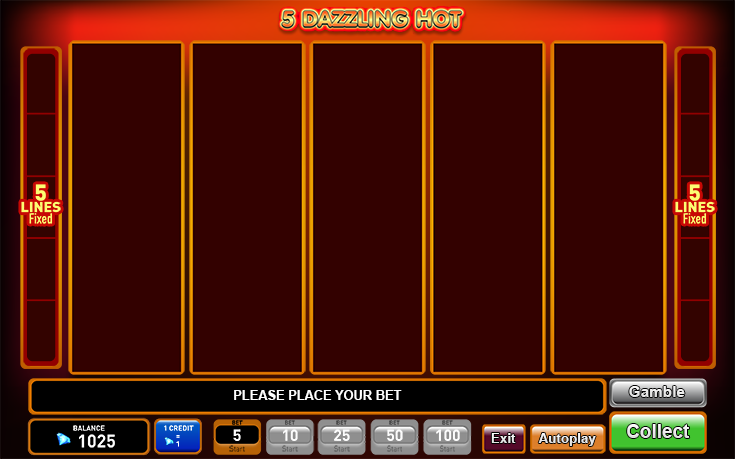 5 DAZZLING HOT
5
LINES
Fixed
5
LINES
Fixed
PLEASE PLACE YOUR BET
Gamble
BALANCE
1025
1 CREDIT
= 1
BET
5
Start
BET
10
Start
BET
25
Start
BET
50
Start
BET
100
Start
Exit
Autoplay
Collect